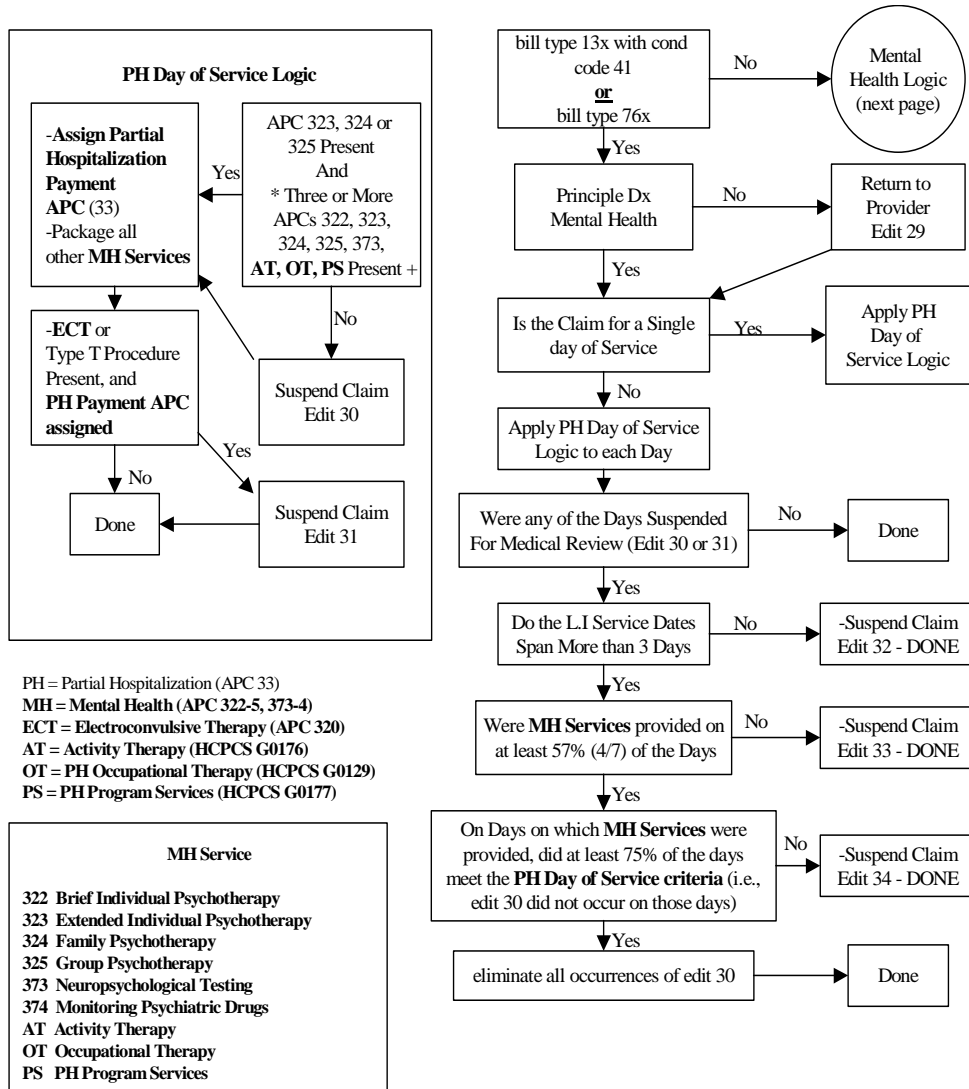 PH Day of Service Logic
-Assign Partial
Hospitalization
Payment
APC (33)
-Package all
other MH Services
Yes
APC 323, 324 or
325 Present
And
* Three or More
APCs 322, 323,
324, 325, 373,
AT, OT, PS Present +
No
-ECT or
Type T Procedure
Present, and
PH Payment APC
assigned
Suspend Claim
Edit 30
Yes
No
Done
Suspend Claim
Edit 31
PH = Partial Hospitalization (APC 33)
MH = Mental Health (APC 322-5, 373-4)
ECT = Electroconvulsive Therapy (APC 320)
AT = Activity Therapy (HCPCS G0176)
OT = PH Occupational Therapy (HCPCS G0129)
PS = PH Program Services (HCPCS G0177)
MH Service
322 Brief Individual Psychotherapy
323 Extended Individual Psychotherapy
324 Family Psychotherapy
325 Group Psychotherapy
373 Neuropsychological Testing
374 Monitoring Psychiatric Drugs
AT Activity Therapy
OT Occupational Therapy
PS PH Program Services
bill type 13x with cond
code 41
or
bill type 76x
No
Mental
Health Logic
(next page)
Yes
Principle Dx
Mental Health
No
Return to
Provider
Edit 29
Yes
Is the Claim for a Single
day of Service
Yes
Apply PH
Day of
Service Logic
No
Apply PH Day of Service
Logic to each Day
Were any of the Days Suspended
For Medical Review (Edit 30 or 31)
No
Done
Yes
Do the L.I Service Dates
Span More than 3 Days
No
-Suspend Claim
Edit 32 - DONE
Yes
Were MH Services provided on
at least 57% (4/7) of the Days
No
-Suspend Claim
Edit 33 - DONE
Yes
On Days on which MH Services were
provided, did at least 75% of the days
meet the PH Day of Service criteria (i.e.,
edit 30 did not occur on those days)
No
-Suspend Claim
Edit 34 - DONE
Yes
eliminate all occurrences of edit 30
Done